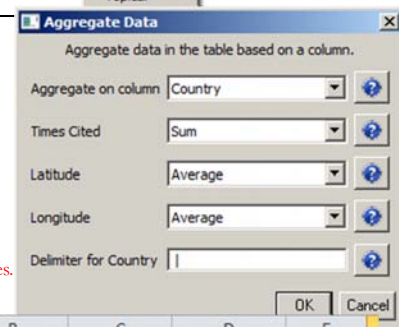 Aggregate Data
Aggregate data in the table based on a column.
Aggregate on column Country
Times Cited Sum
Latitude Average
Longitude Average
es.
Delimiter for Country |
OK Cancel